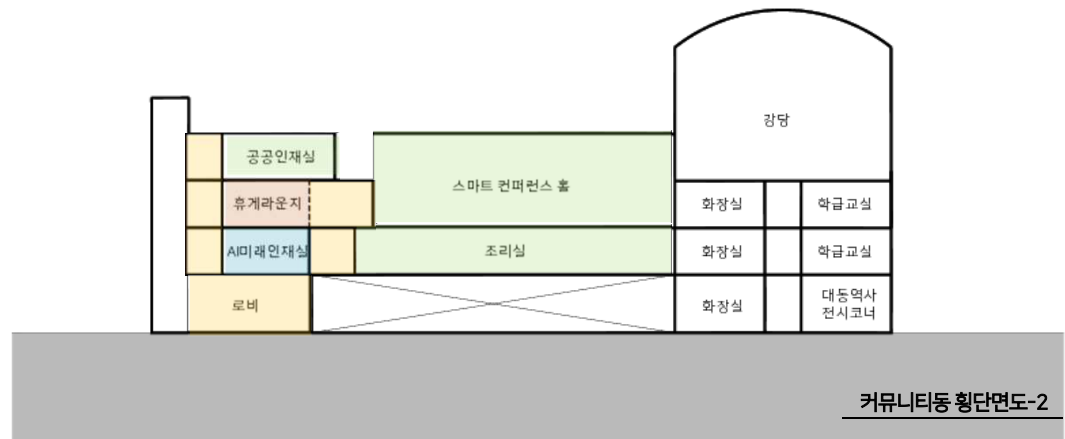 강당
공공인재실
스마트 컨퍼런스 홀
휴게라운지
화장실
학급교실
AI미래인재실
조리실
화장실
학급교실
로비
화장실
대동역사
전시코너
커뮤니티동 횡단면도-2